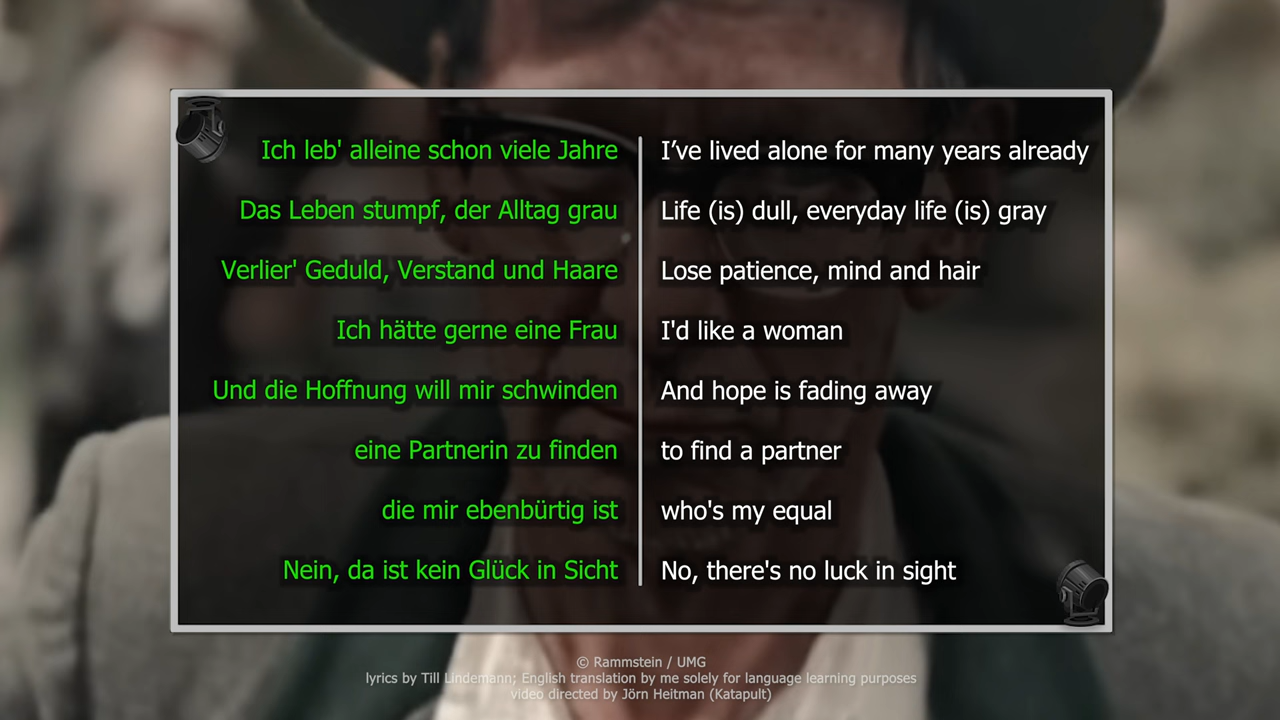 Ich leb' alleine schon viele Jahre
I’ve lived alone for many years already
Das Leben stumpf, der Alltag grau
Life (is) dull, everyday life (is) gray
Verlier' Geduld, Verstand und Haare
Lose patience, mind and hair
Ich hätte gerne eine Frau
I'd like a woman
Und die Hoffnung will mir schwinden
And hope is fading away
eine Partnerin zu finden
to find a partner
die mir ebenbürtig ist
who's my equal
Nein, da ist kein Glück in Sicht
No, there's no luck in sight
© Rammstein / UMG
lyrics by Till Lindemann; English translation by me solely for language learning purposes
video directed by Jörn Heitman (Katapult)